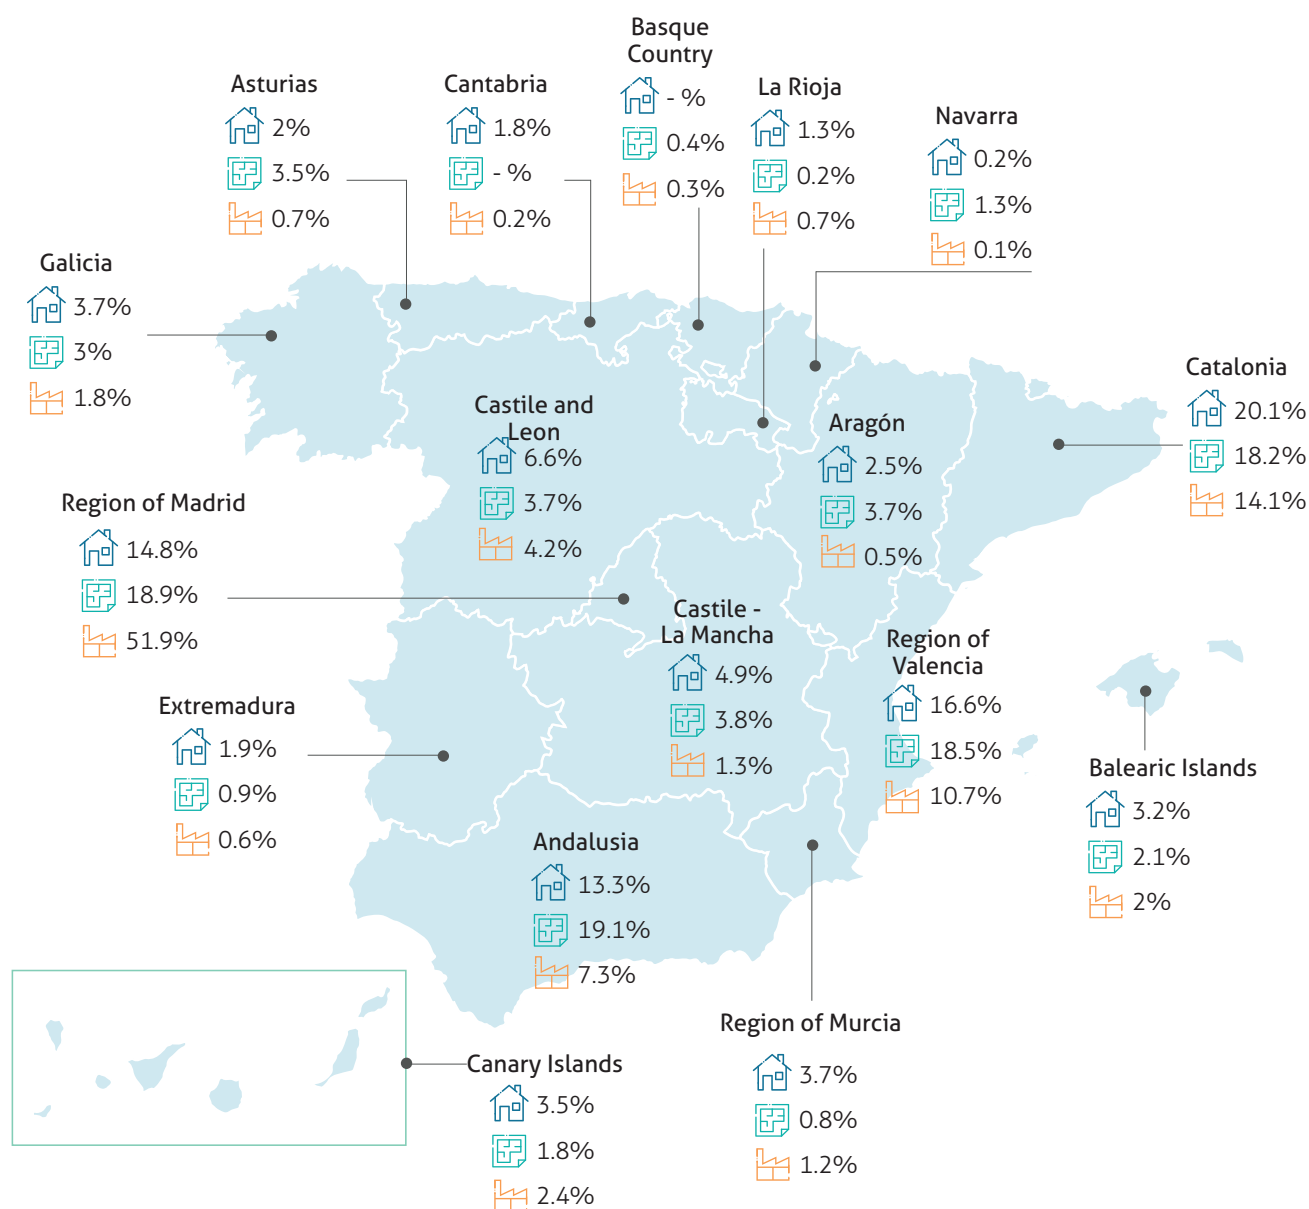 Basque
Country
- %
0.4%
0.3%
Asturias
2%
3.5%
0.7%
Cantabria
1.8%
- %
0.2%
La Rioja
1.3%
0.2%
0.7%
Navarra
0.2%
1.3%
0.1%
Galicia
3.7%
3%
1.8%
Castile and
Leon
6.6%
3.7%
4.2%
Aragón
2.5%
3.7%
0.5%
Catalonia
20.1%
18.2%
14.1%
Region of Madrid
14.8%
18.9%
51.9%
Castile -
La Mancha
4.9%
3.8%
1.3%
Region of
Valencia
16.6%
18.5%
10.7%
Extremadura
1.9%
0.9%
0.6%
Balearic Islands
3.2%
2.1%
2%
Andalusia
13.3%
19.1%
7.3%
Region of Murcia
3.7%
0.8%
1.2%
Canary Islands
3.5%
1.8%
2.4%